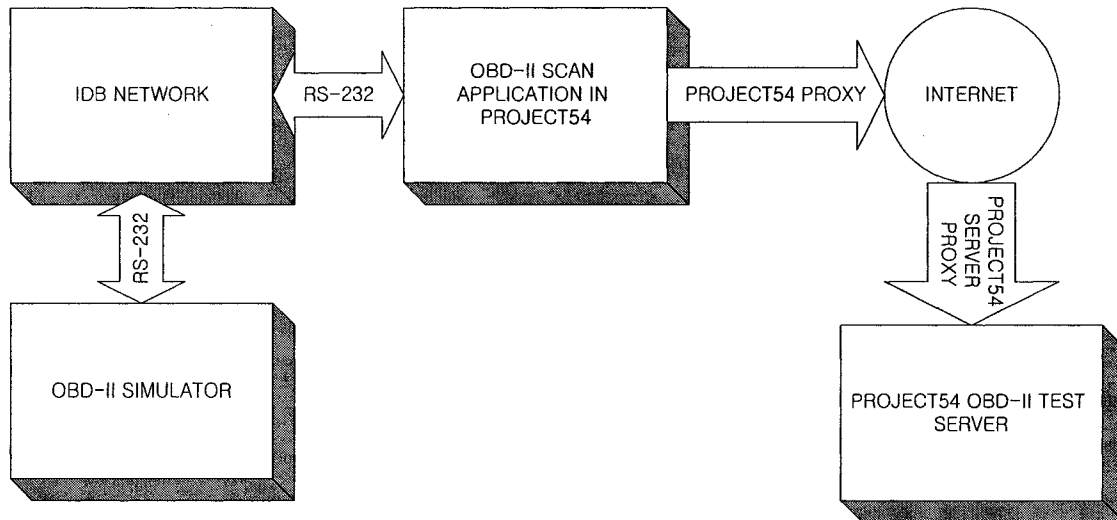 IDB NETWORK
RS-232
OBD-II SCAN
APPLICATION IN
PROJECT54
PROJECT54 PROXY
INTERNET
RS-232
PROJECT54
SERVER
PROXY
OBD-II SIMULATOR
PROJECT54 OBD-II TEST
SERVER